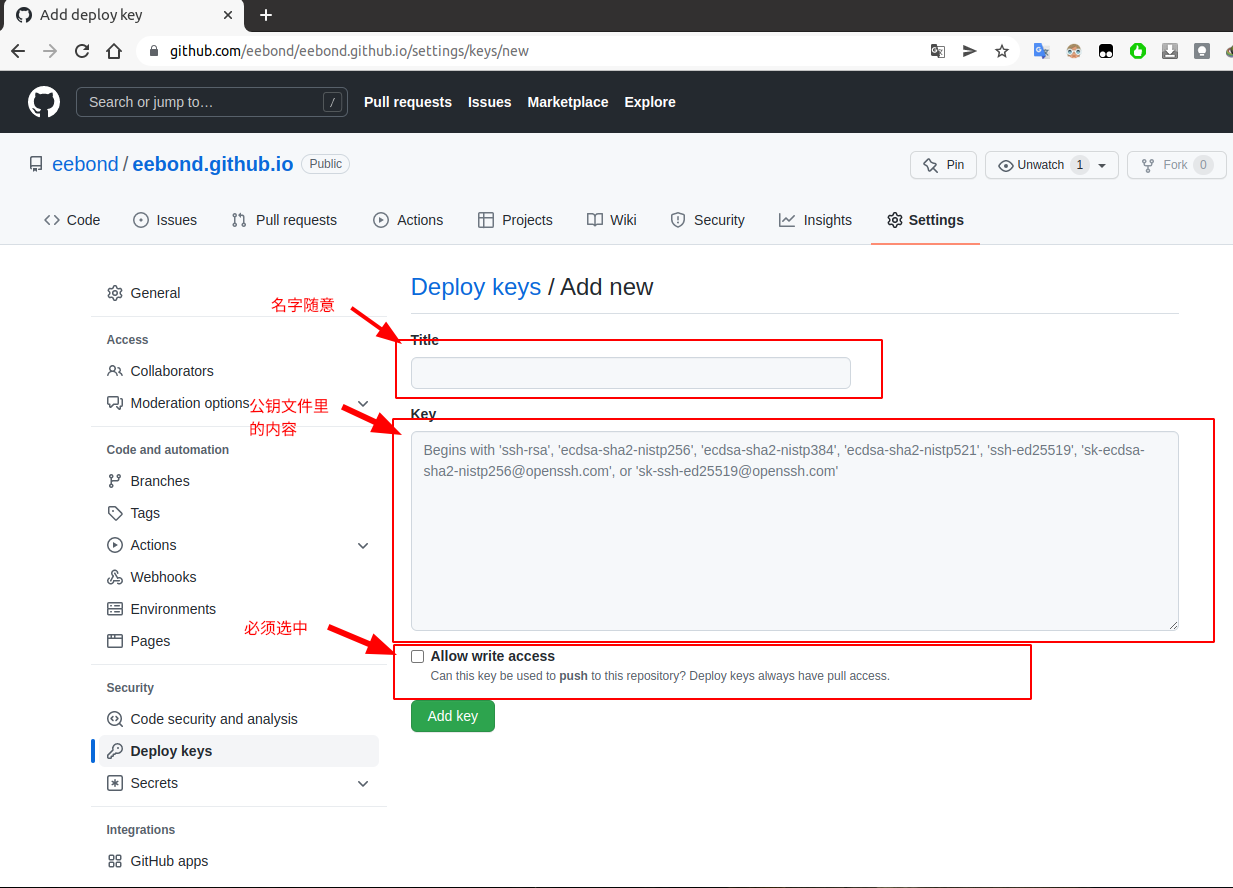 Add deploy key
github.com/eebond/eebond.github.io/settings/keys/new
Search or jump to…
/
Pull requests
Issues
Marketplace
Explore
eebond / eebond.github.io
Public
Pin
Unwatch 1
Fork 0
Code
Issues
Pull requests
Actions
Projects
Wiki
Security
Insights
Settings
General
Access
Collaborators
Moderation options
Code and automation
Branches
Tags
Actions
Webhooks
Environments
Pages
Security
Code security and analysis
Deploy keys
Secrets
Integrations
GitHub apps
Deploy keys / Add new
名字随意
Title
公钥文件里
的内容
Key
Begins with 'ssh-rsa', 'ecdsa-sha2-nistp256', 'ecdsa-sha2-nistp384', 'ecdsa-sha2-nistp521', 'ssh-ed25519', 'sk-ecdsa-
sha2-nistp256@openssh.com', or 'sk-ssh-ed25519@openssh.com'
必须选中
Allow write access
Can this key be used to push to this repository? Deploy keys always have pull access.
Add key